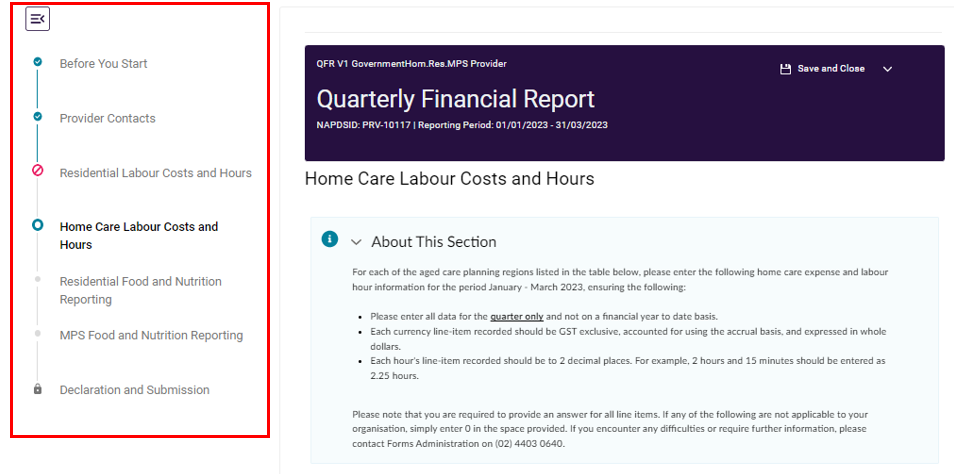 Before You Start
Provider Contacts
Residential Labour Costs and Hours
Home Care Labour Costs and
Hours
Residential Food and Nutrition
Reporting
MPS Food and Nutrition Reporting
Declaration and Submission
QFR V1 GovernmentHom.Res.MPS Provider
Save and Close
Quarterly Financial Report
NAPDSID: PRV-10117 | Reporting Period: 01/01/2023 - 31/03/2023
Home Care Labour Costs and Hours
About This Section
For each of the aged care planning regions listed in the table below, please enter the following home care expense and labour
hour information for the period January - March 2023, ensuring the following:
• Please enter all data for the quarter only and not on a financial year to date basis.
• Each currency line-item recorded should be GST exclusive, accounted for using the accrual basis, and expressed in whole
dollars.
• Each hour's line-item recorded should be to 2 decimal places. For example, 2 hours and 15 minutes should be entered as
2.25 hours.
Please note that you are required to provide an answer for all line items. If any of the following are not applicable to your
organisation, simply enter 0 in the space provided. If you encounter any difficulties or require further information, please
contact Forms Administration on (02) 4403 0640.